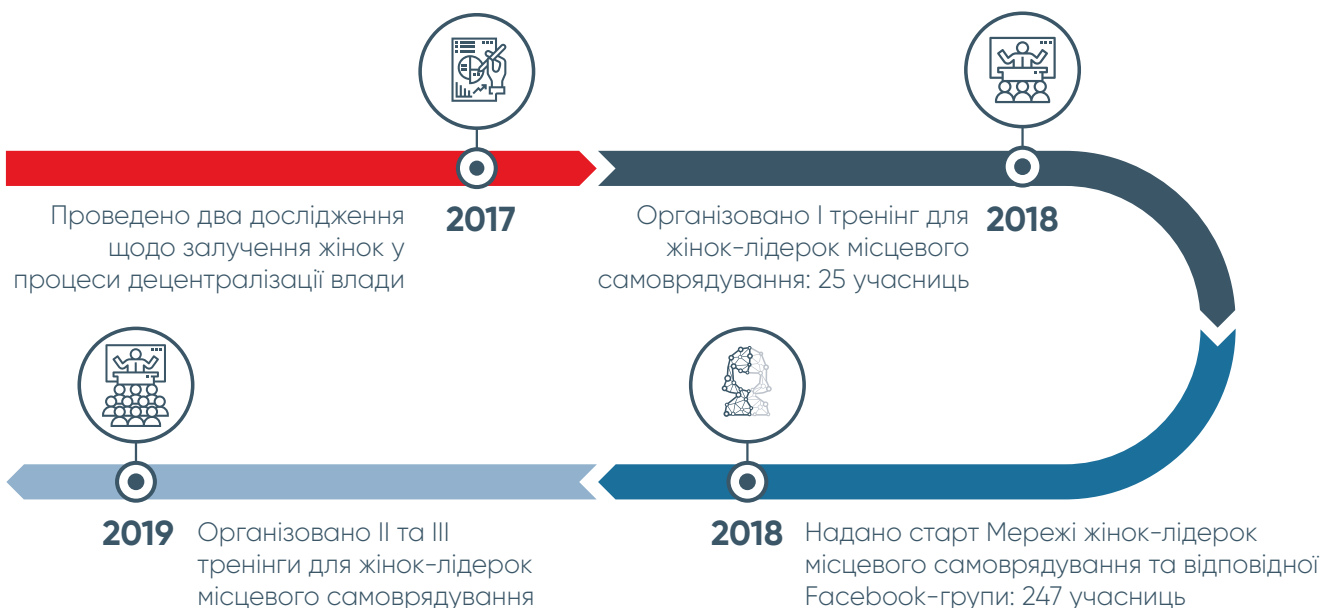 Проведено два дослідження
щодо залучення жінок у
процеси децентралізації влади
2017
Організовано І тренінг для
жінок-лідерок місцевого
самоврядування: 25 учасниць
2018
2018
Надано старт Мережі жінок-лідерок
місцевого самоврядування та відповідної
Facebook-групи: 247 учасниць
2019
Організовано ІІ та ІІІ
тренінги для жінок-лідерок
місцевого самоврядування